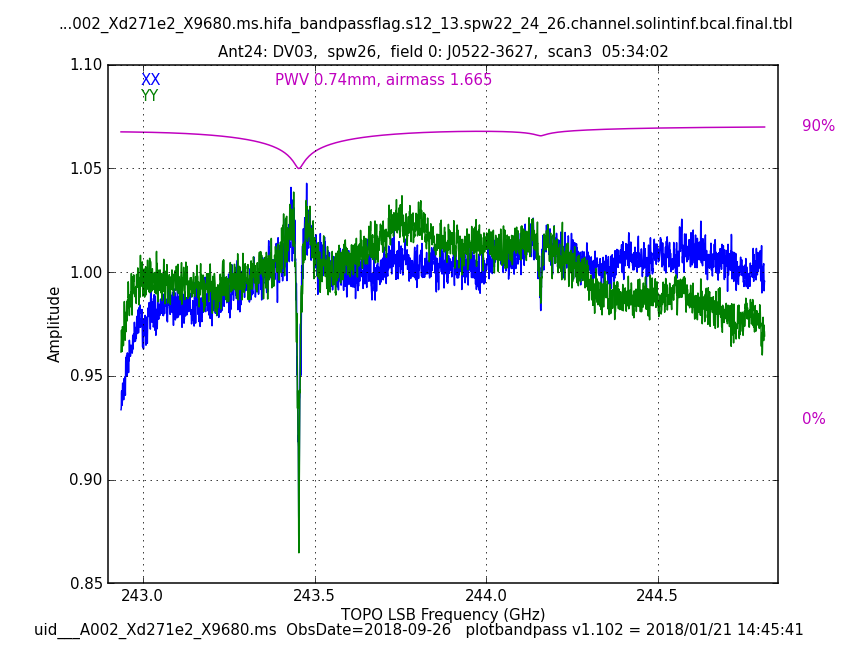 ...002_Xd271e2_X9680.ms.hifa_bandpassflag.s12_13.spw22_24_26.channel.solintinf.bcal.final.tbl
Ant24: DV03,  spw26,  field 0: J0522-3627,  scan3  05:34:02
XX
YY
PWV 0.74mm, airmass 1.665
90%
0%
1.10
1.05
1.00
0.95
0.90
0.85
Amplitude
243.0
243.5
244.0
244.5
TOPO LSB Frequency (GHz)
uid___A002_Xd271e2_X9680.ms  ObsDate=2018-09-26   plotbandpass v1.102 = 2018/01/21 14:45:41